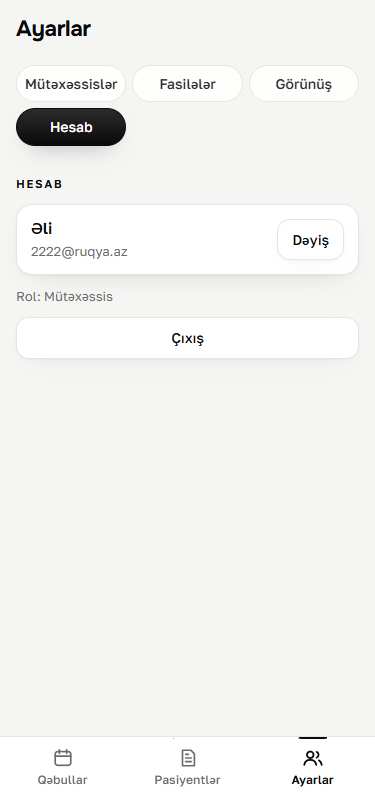 Ayarlar
Mütəxəssislər
Fasilələr
Görünüş
Hesab
HESAB
Əli
2222@ruqya.az
Dəyiş
Rol: Mütəxəssis
Çıxış
Qəbullar
Pasiyentlər
Ayarlar